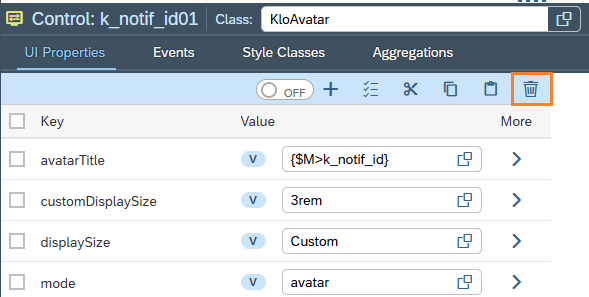 Control: k_notif_id01 Class: KloAvatar
UI Properties Events Style Classes Aggregations
OFF
Key Value More
avatarTitle V {$M>k_notif_id}
customDisplaySize V 3rem
displaySize V Custom
mode V avatar